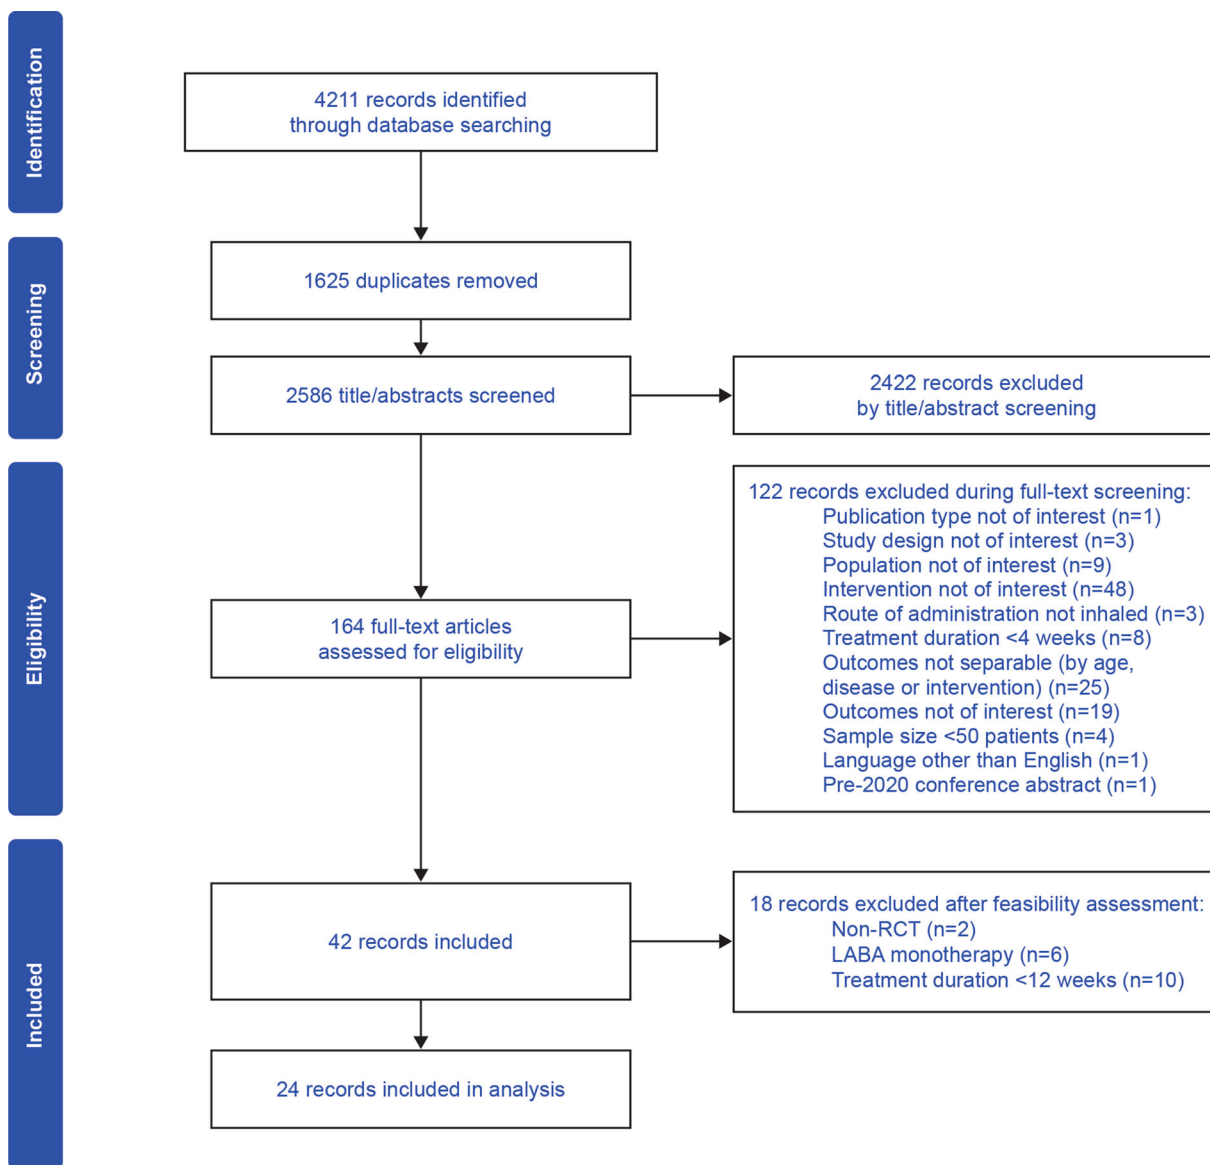 Identification
4211 records identified
through database searching
Screening
1625 duplicates removed
2586 title/abstracts screened
2422 records excluded
by title/abstract screening
Eligibility
164 full-text articles
assessed for eligibility
122 records excluded during full-text screening:
Publication type not of interest (n=1)
Study design not of interest (n=3)
Population not of interest (n=9)
Intervention not of interest (n=48)
Route of administration not inhaled (n=3)
Treatment duration <4 weeks (n=8)
Outcomes not separable (by age,
disease or intervention) (n=25)
Outcomes not of interest (n=19)
Sample size <50 patients (n=4)
Language other than English (n=1)
Pre-2020 conference abstract (n=1)
Included
42 records included
18 records excluded after feasibility assessment:
Non-RCT (n=2)
LABA monotherapy (n=6)
Treatment duration <12 weeks (n=10)
24 records included in analysis